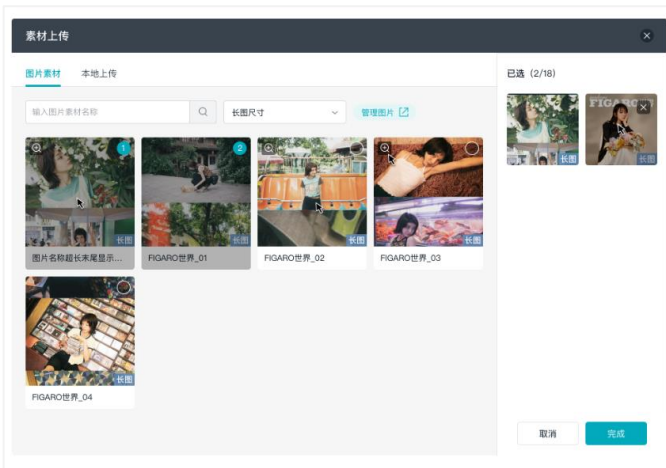 素材上传
图片素材
本地上传
已选 (2/18)
输入图片素材名称
长图尺寸
管理图片
1
2
长图
长图
长图
长图
图片名称超长末尾显示...
FIGARO世界_01
FIGARO世界_02
FIGARO世界_03
长图
FIGARO世界_04
FIGARO
长图
长图
取消
完成